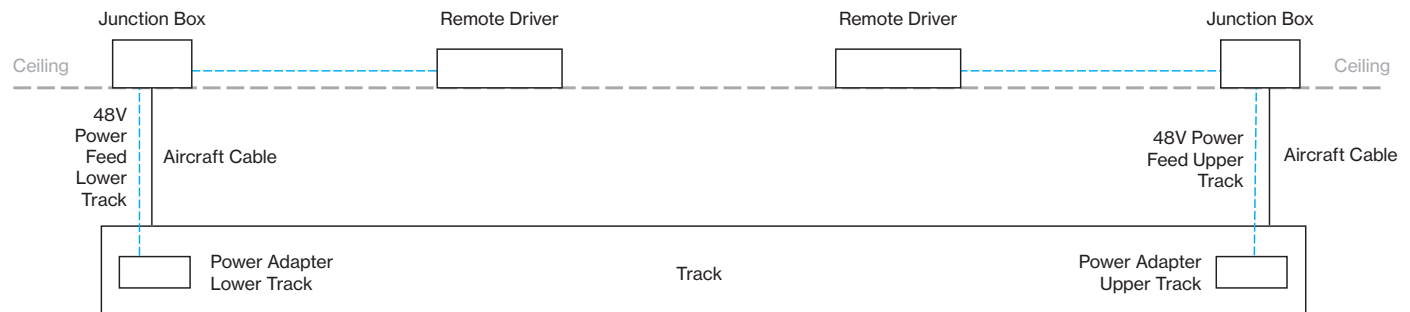 Junction Box
Remote Driver
Remote Driver
Junction Box
Ceiling
Ceiling
48V
Power
Feed
Lower
Track
Aircraft Cable
48V Power
Feed Upper
Track
Aircraft Cable
Power Adapter
Lower Track
Track
Power Adapter
Upper Track